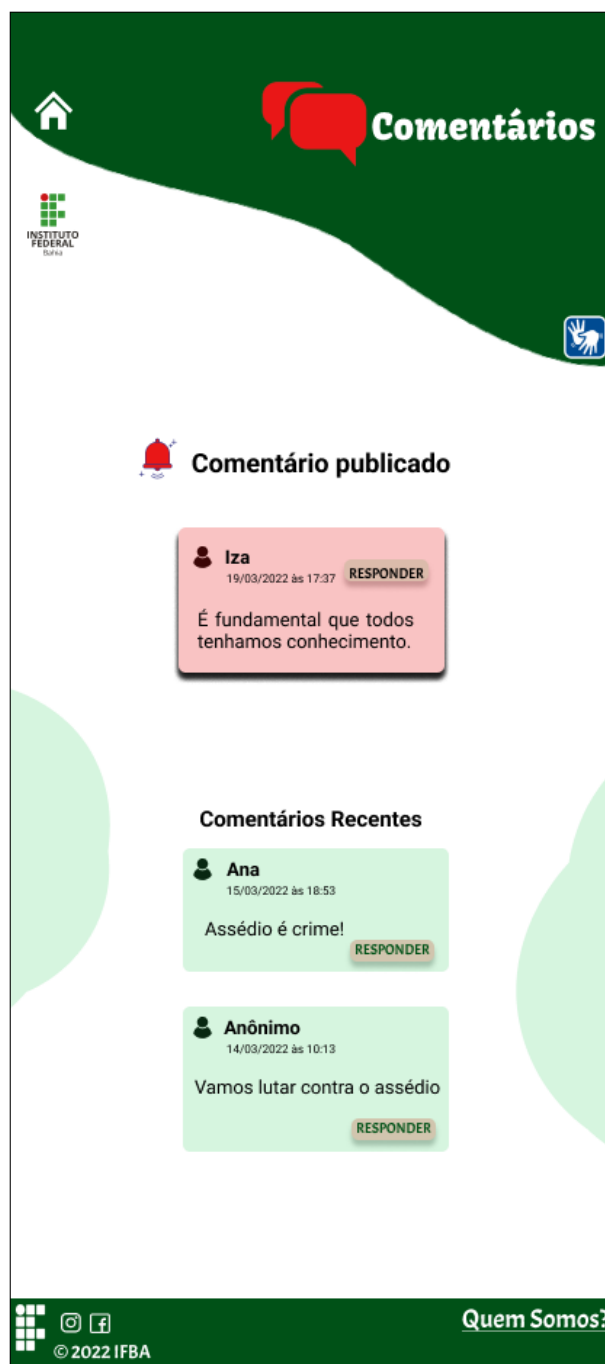 Comentários
INSTITUTO
FEDERAL
Bahia
Comentário publicado
Iza
19/03/2022 às 17:37
RESPONDER
É fundamental que todos
tenhamos conhecimento.
Comentários Recentes
Ana
15/03/2022 às 18:53
Assédio é crime!
RESPONDER
Anônimo
14/03/2022 às 10:13
Vamos lutar contra o assédio
RESPONDER
Quem Somos?
© 2022 IFBA